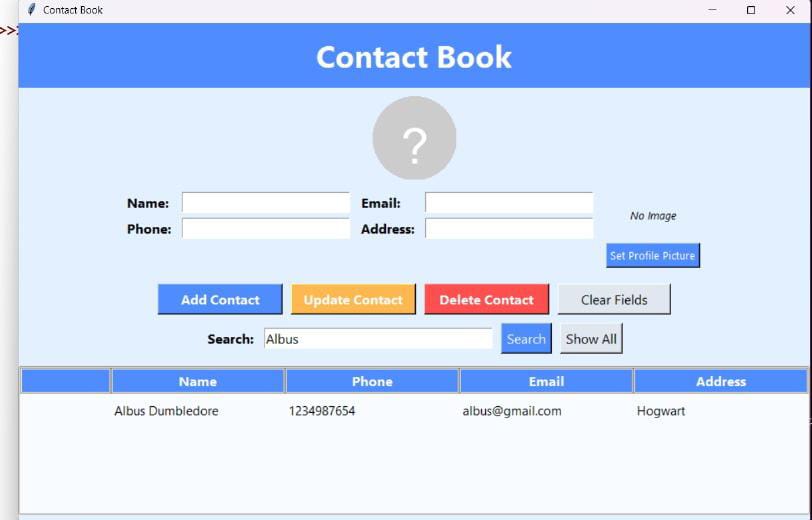 Contact Book
>>
Contact Book
?
Name: Email:
No Image
Phone: Address:
Set Profile Picture
Add Contact Update Contact Delete Contact Clear Fields
Search: Albus Search Show All
Name Phone Email Address
Albus Dumbledore 1234987654 albus@gmail.com Hogwart